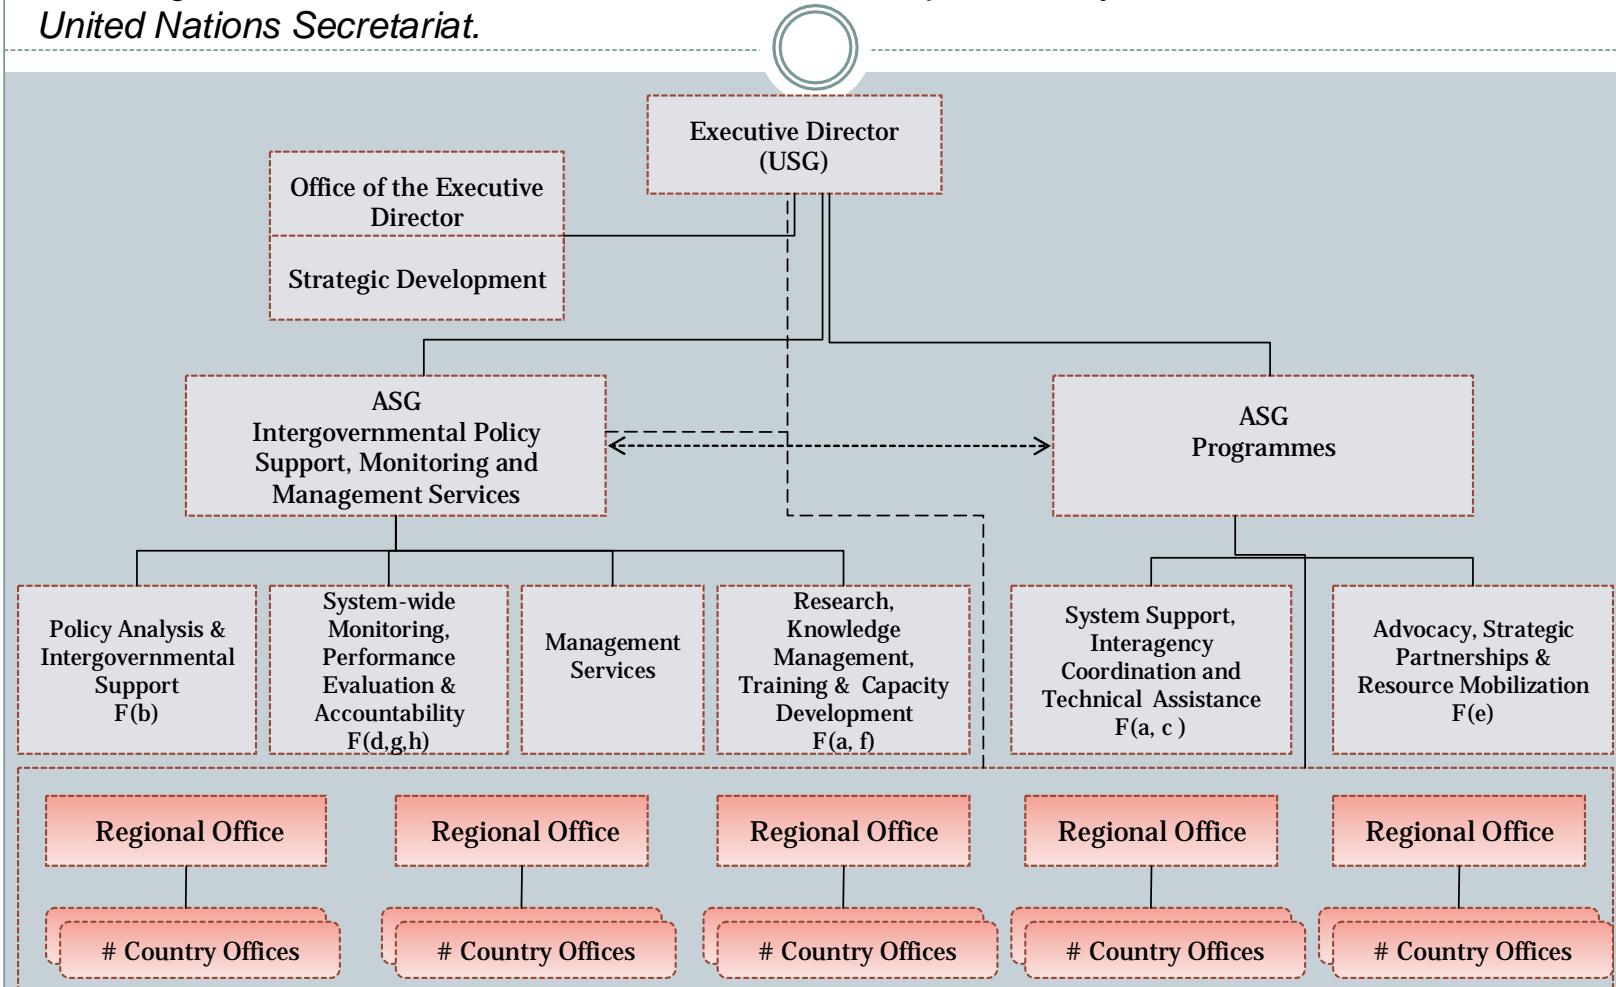 United Nations Secretariat.
Executive Director
(USG)
Office of the Executive
Director
Strategic Development
ASG
Intergovernmental Policy
Support, Monitoring and
Management Services
ASG
Programmes
Policy Analysis &
Intergovernmental
Support
F(b)
System-wide
Monitoring,
Performance
Evaluation &
Accountability
F(d,g,h)
Management
Services
Research,
Knowledge
Management,
Training & Capacity
Development
F(a, f)
System Support,
Interagency
Coordination and
Technical Assistance
F(a, c )
Advocacy, Strategic
Partnerships &
Resource Mobilization
F(e)
Regional Office
Regional Office
Regional Office
Regional Office
Regional Office
# Country Offices
# Country Offices
# Country Offices
# Country Offices
# Country Offices